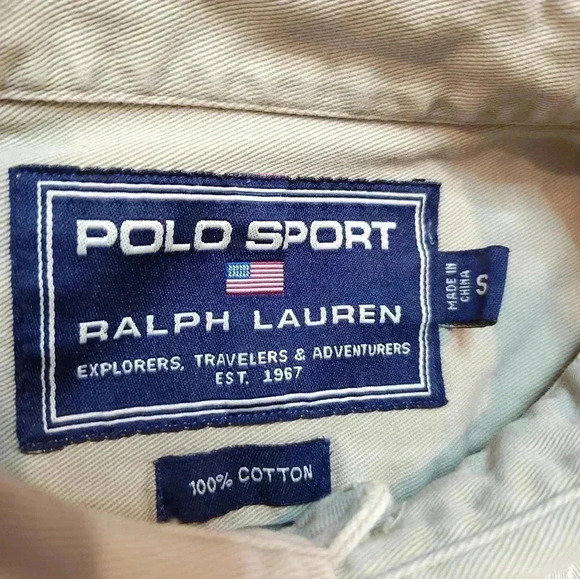 POLO SPORT
RALPH LAUREN
EXPLORERS, TRAVELERS & ADVENTURERS
EST. 1967
MADE IN
CHINA
S
100% COTTON